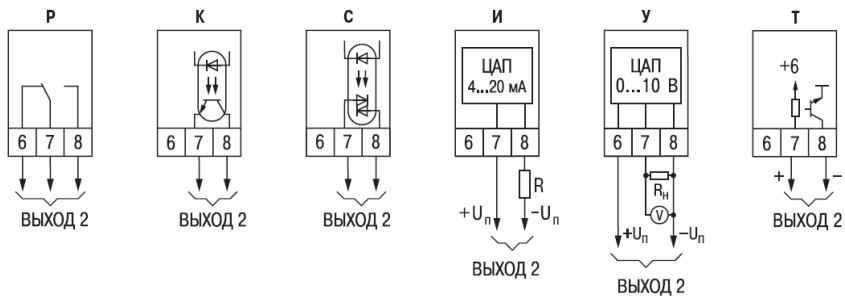 Р К С И У Т
ЦАП
4...20 мА
ЦАП
0...10 В
+6
6 7 8
6 7 8
6 7 8
6 7 8
6 7 8
6 7 8
R
Rн
V
+ −
+Uп −Uп
+Uп −Uп
ВЫХОД 2
ВЫХОД 2
ВЫХОД 2
ВЫХОД 2
ВЫХОД 2
ВЫХОД 2